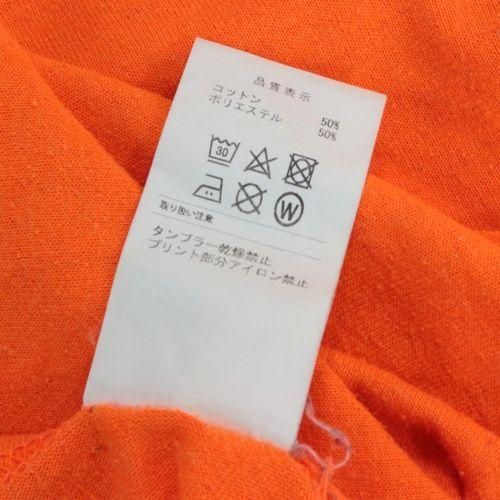 品質表示
コットン 50%
ポリエステル 50%
30
W
取り扱い注意
タンブラー乾燥禁止
プリント部分アイロン禁止